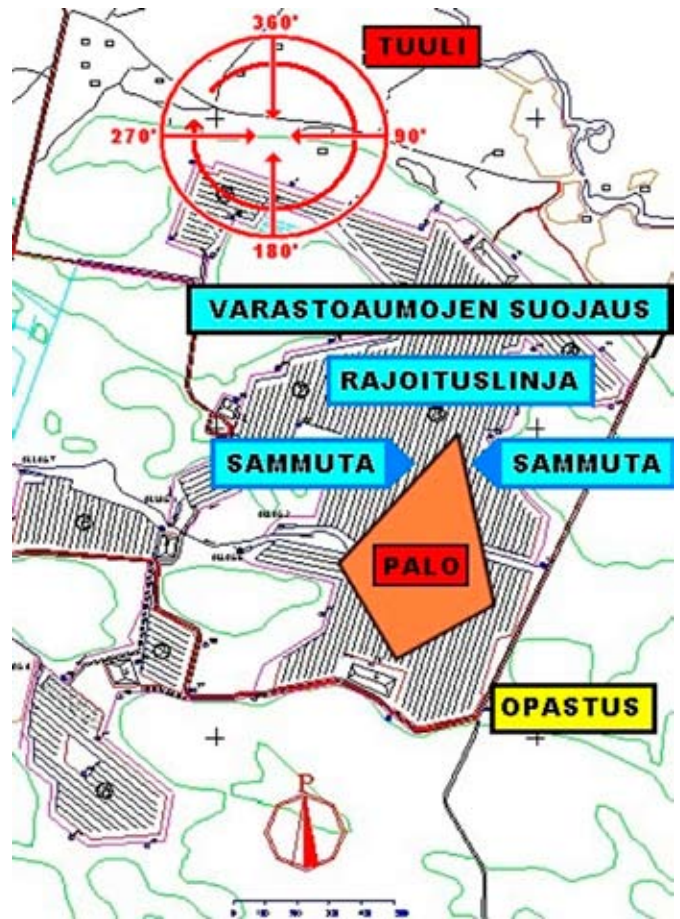 360°
TUULI
270°
90°
180°
VARASTOAUMOJEN SUOJAUS
RAJOITUSLINJA
SAMMUTA
SAMMUTA
PALO
OPASTUS
P